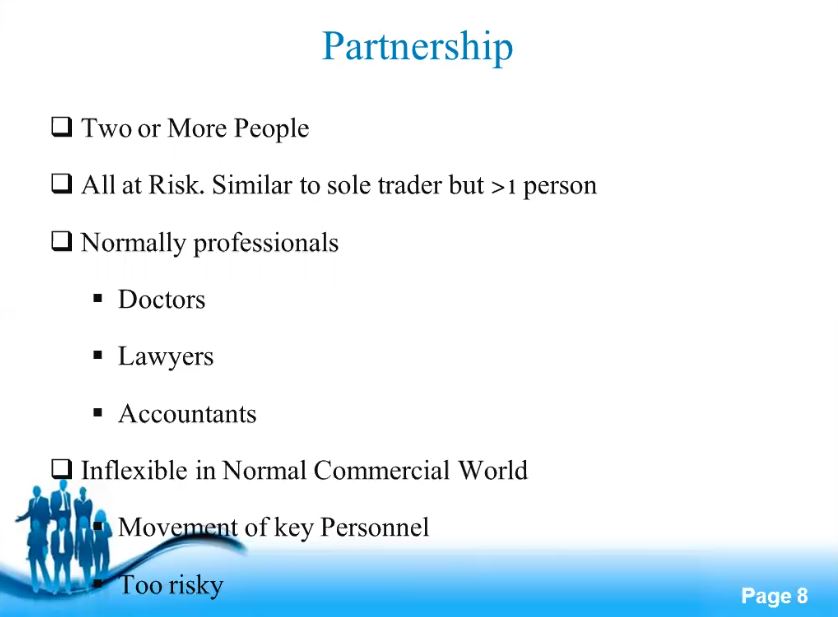 Partnership
Two or More People
All at Risk. Similar to sole trader but >1 person
Normally professionals
Doctors
Lawyers
Accountants
Inflexible in Normal Commercial World
Movement of key Personnel
Too risky
Page 8